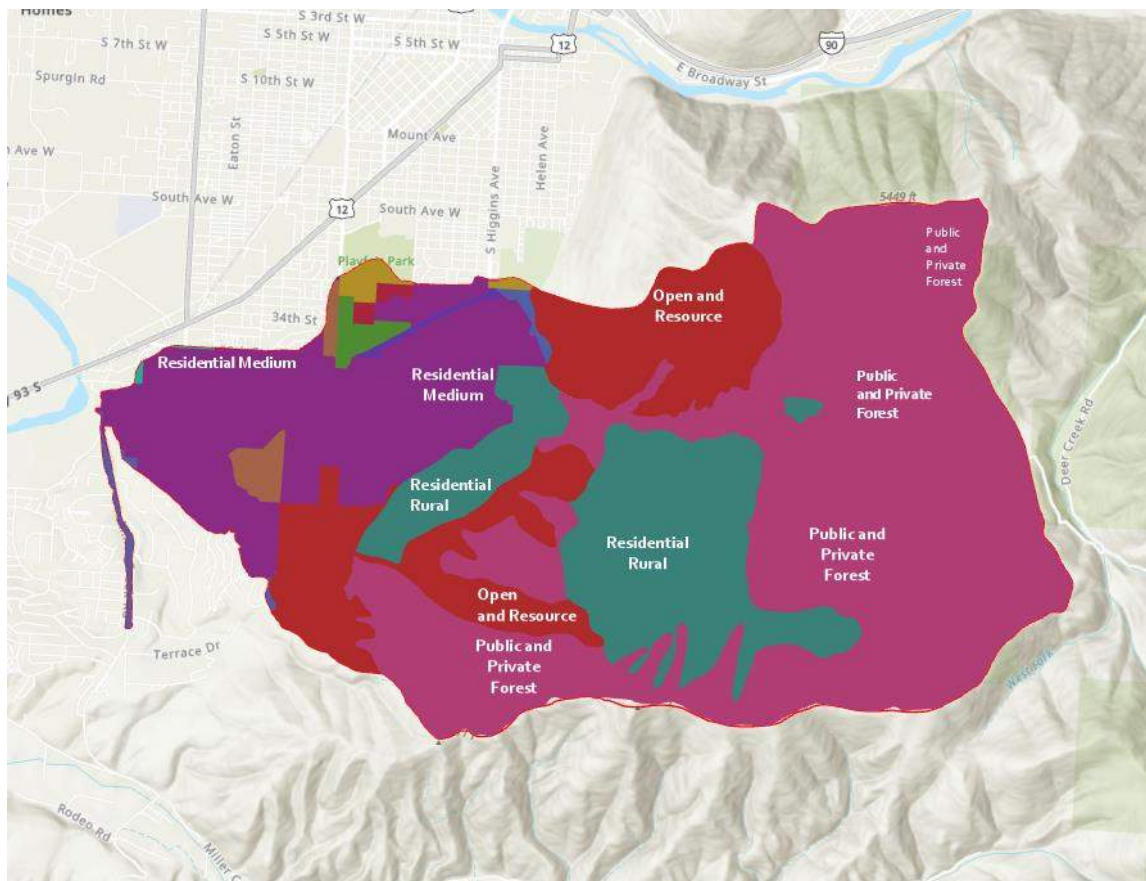 Homes
S 3rd St W
S 7th St W
S 5th St W
S 5th St W
12
90
E Broadway St
Spurgin Rd
S 10th St W
Eaton St
Mount Ave
Ave W
Helen Ave
S Higgins Ave
South Ave W
12
South Ave W
5449 ft
Public
and
Private
Forest
Park
34th St
Open and
Resource
Residential Medium
Residential
Medium
Public
and Private
Forest
93 S
Deer Creek Rd
Residential
Rural
Residential
Rural
Public and
Private
Forest
Open
and Resource
Terrace Dr
Public and
Private
Forest
Rodeo Rd
Miller C